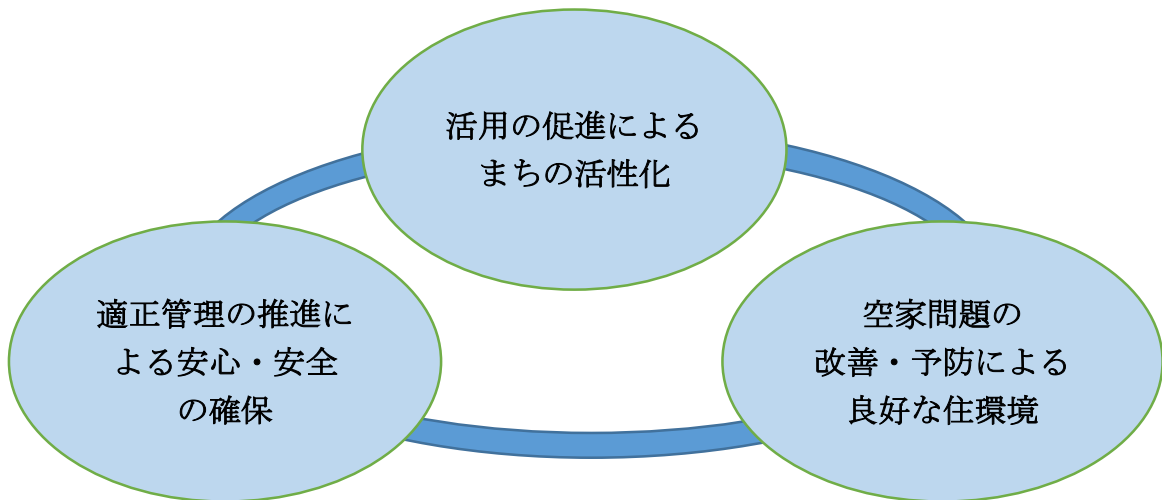 活用の促進による
まちの活性化
適正管理の推進に
よる安心・安全
の確保
空家問題の
改善・予防による
良好な住環境